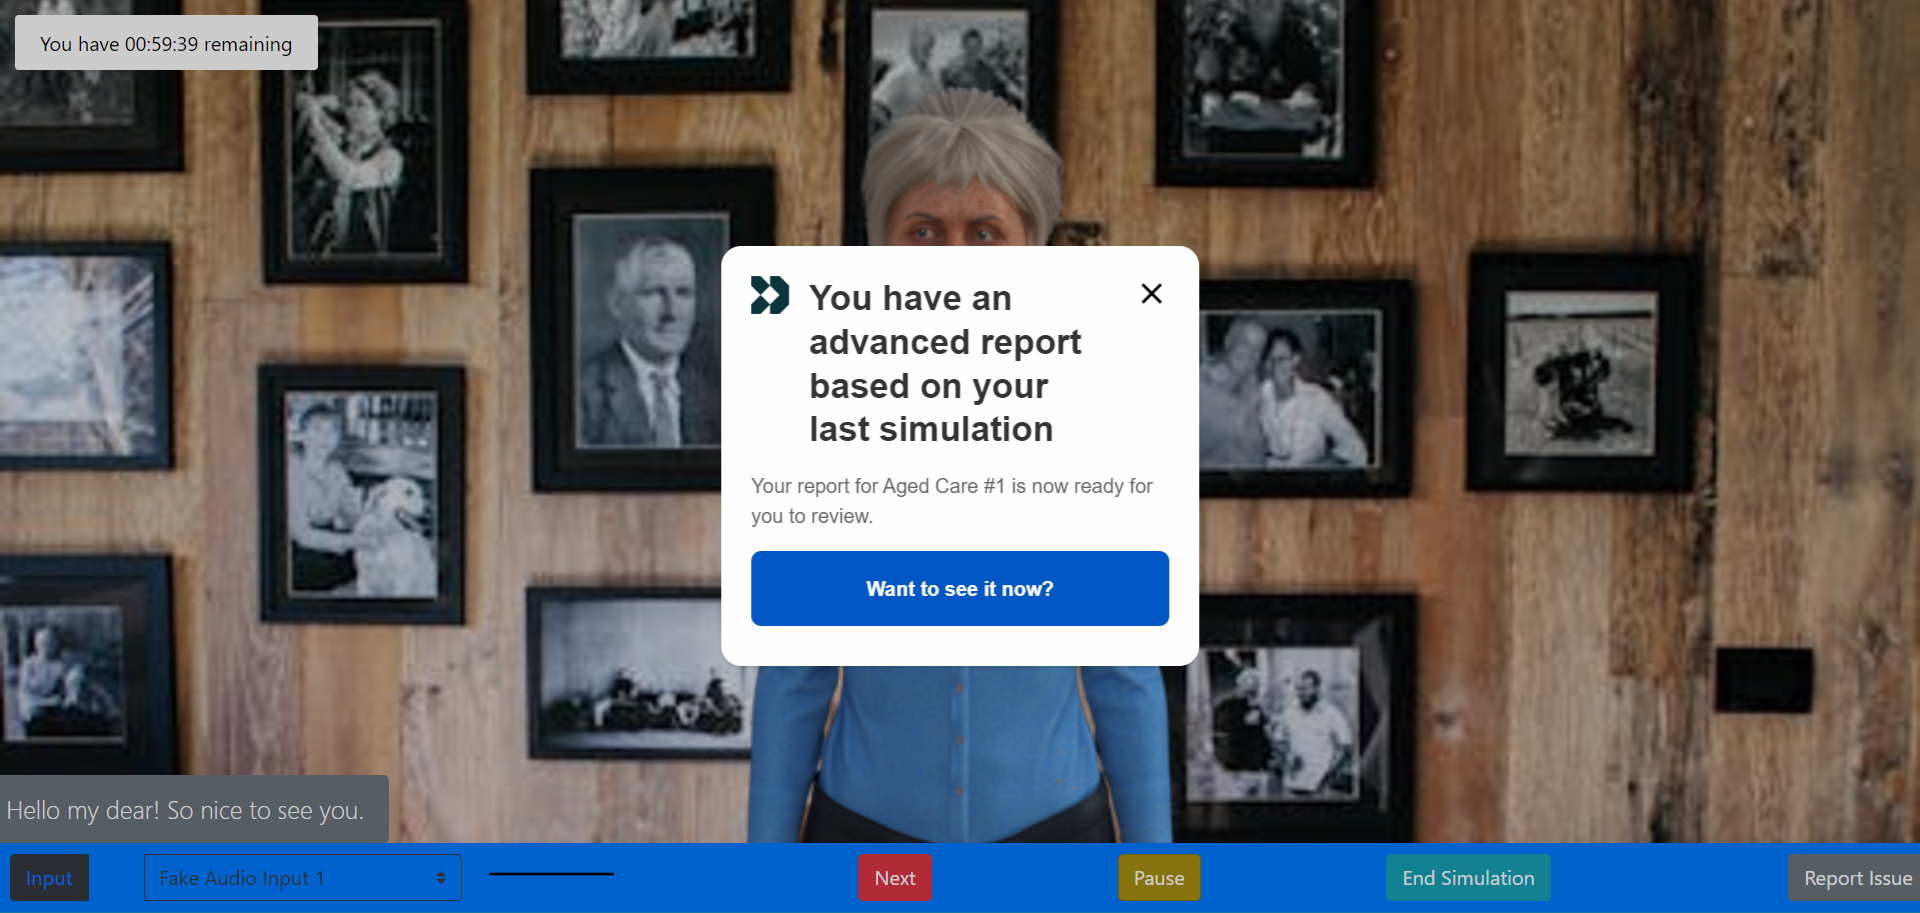 You have 00:59:39 remaining
You have an
advanced report
based on your
last simulation
Your report for Aged Care #1 is now ready for
you to review.
Want to see it now?
Hello my dear! So nice to see you.
Input
Fake Audio Input 1
Next
Pause
End Simulation
Report Issue